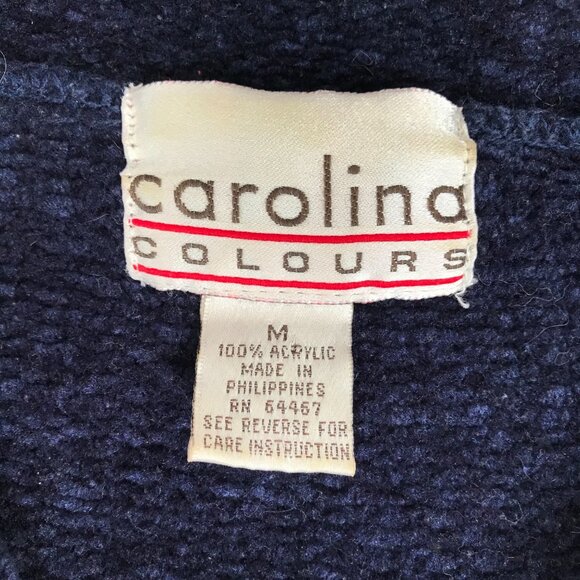 carolina
COLOURS
M
100% ACRYLIC
MADE IN
PHILIPPINES
RN 64467
SEE REVERSE FOR
CARE INSTRUCTION